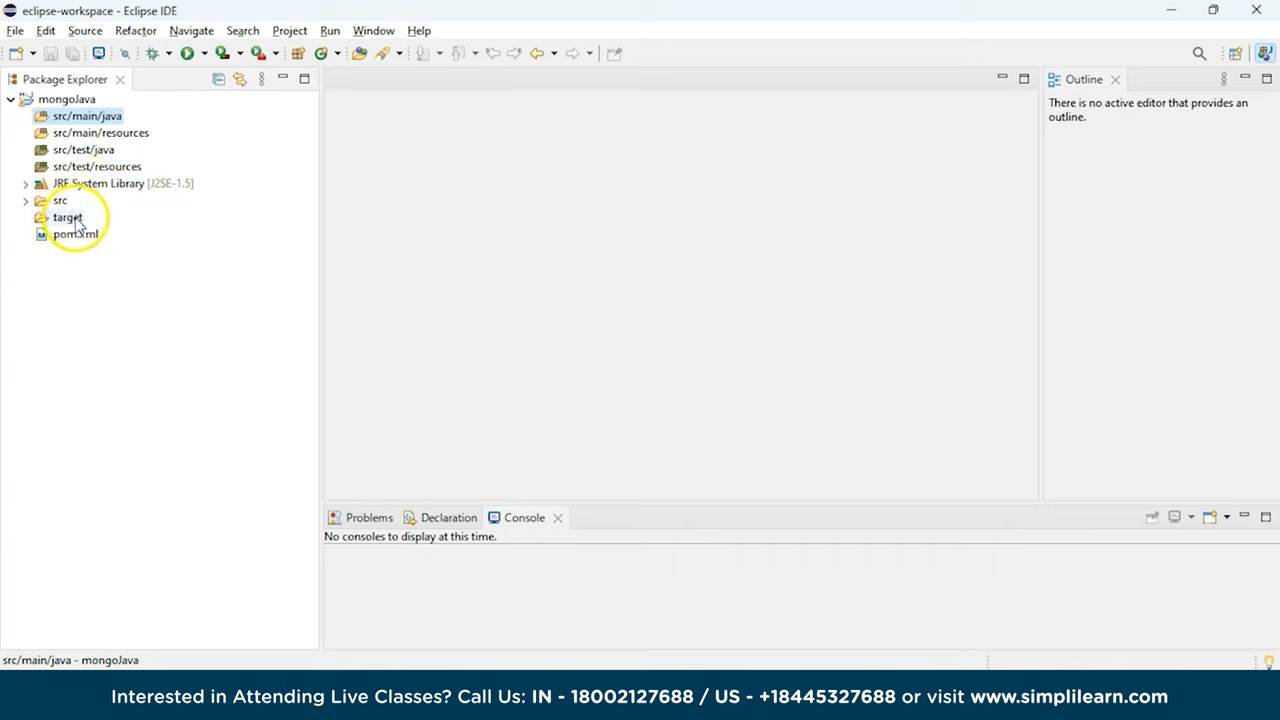 eclipse-workspace - Eclipse IDE
File Edit Source Refactor Navigate Search Project Run Window Help
Package Explorer
mongoJava
src/main/java
src/main/resources
src/test/java
src/test/resources
JRE System Library [J2SE-1.5]
src
target
pom.xml
Outline
There is no active editor that provides an
outline.
Problems Declaration Console
No consoles to display at this time.
src/main/java - mongoJava
Interested in Attending Live Classes? Call Us: IN - 18002127688 / US - +18445327688 or visit www.simplilearn.com